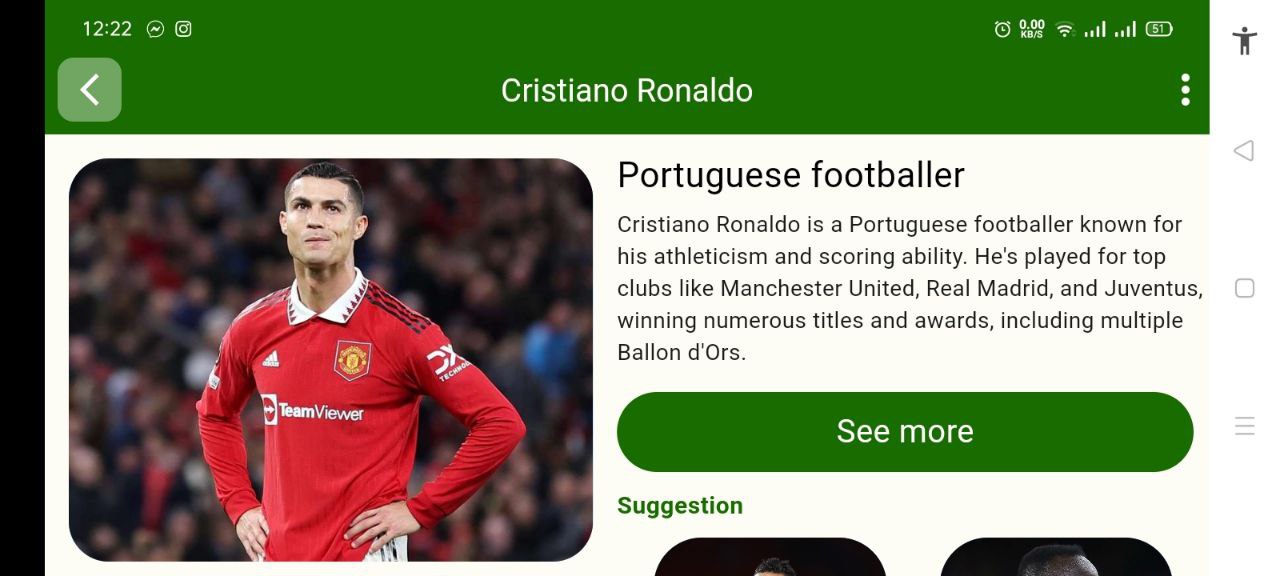 12:22
0.00
KB/S
51
Cristiano Ronaldo
Portuguese footballer
Cristiano Ronaldo is a Portuguese footballer known for
his athleticism and scoring ability. He's played for top
clubs like Manchester United, Real Madrid, and Juventus,
winning numerous titles and awards, including multiple
Ballon d'Ors.
See more
Suggestion
DX
TeamViewer